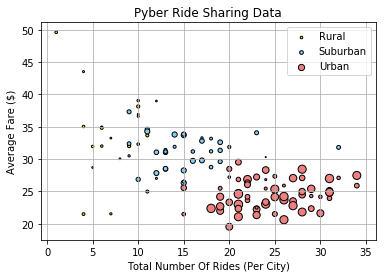 Pyber Ride Sharing Data
Rural
Suburban
Urban
Average Fare ($)
50
45
40
35
30
25
20
0
5
10
15
20
25
30
35
Total Number Of Rides (Per City)